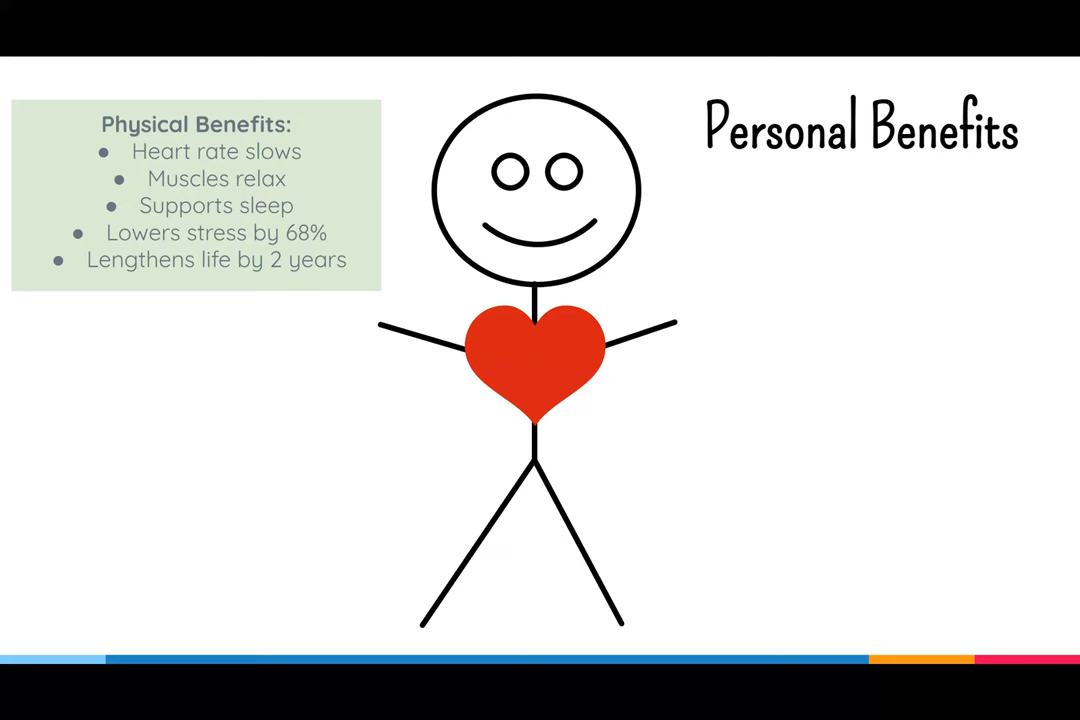 Physical Benefits:
● Heart rate slows
● Muscles relax
● Supports sleep
● Lowers stress by 68%
● Lengthens life by 2 years
Personal Benefits